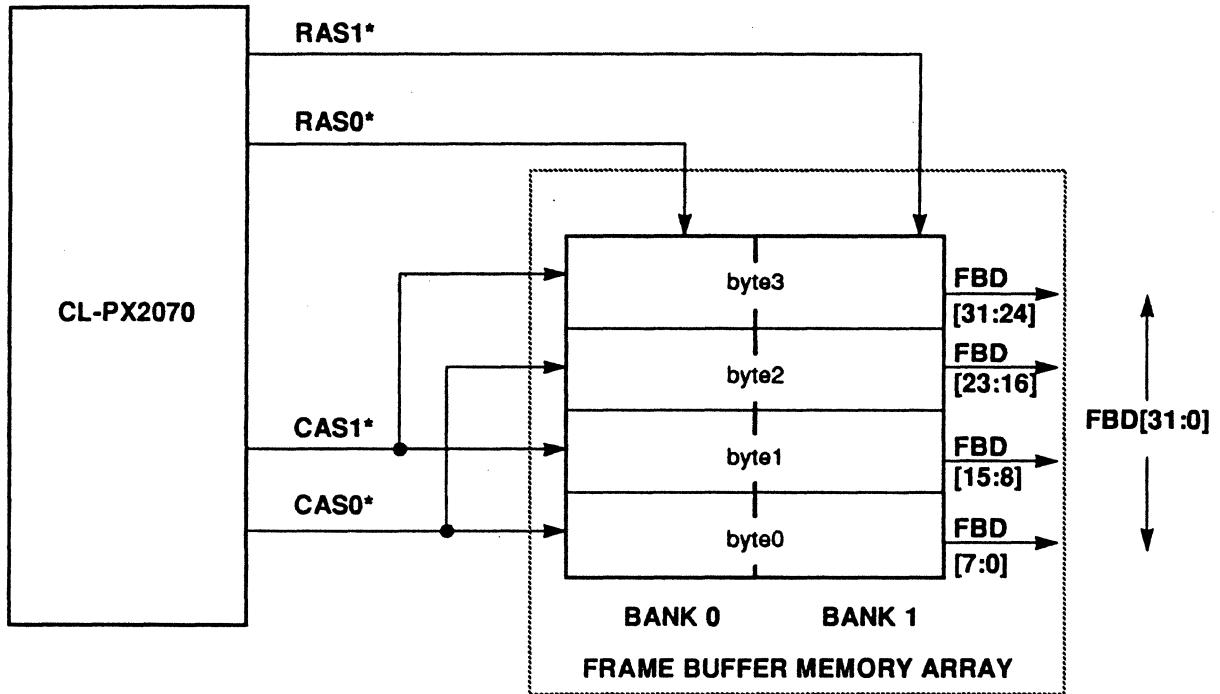 RAS1*
RAS0*
CL-PX2070
byte3
FBD
[31:24]
byte2
FBD
[23:16]
FBD[31:0]
CAS1*
byte1
FBD
[15:8]
CAS0*
byte0
FBD
[7:0]
BANK 0 BANK 1
FRAME BUFFER MEMORY ARRAY